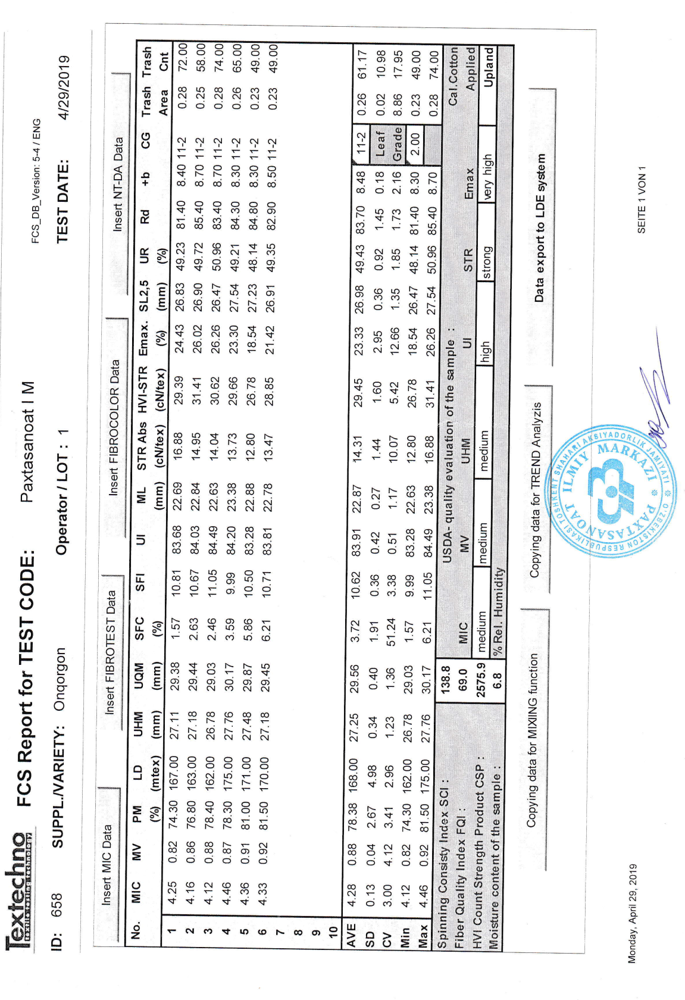 Textechno
FCS Report for TEST CODE: Paxtasanoat I M
FCS_DB_Version: 5-4 / ENG
ID: 658 SUPPL./VARIETY: Onqorgon Operator / LOT : 1 TEST DATE: 4/29/2019
Insert MIC Data Insert FIBROTEST Data Insert FIBROCOLOR Data Insert NT-DA Data
No. MIC MV PM LD UHM UQM SFC SFI UI ML STR Abs HVI-STR Emax. SL2,5 UR Rd +b CG Trash Trash
(%) (mtex) (mm) (mm) (%) (mm) (cN/tex) (cN/tex) (%) (mm) (%) Area Cnt
1 4.25 0.82 74.30 167.00 27.11 29.38 1.57 10.81 83.68 22.69 16.88 29.39 24.43 26.83 49.23 81.40 8.40 11-2 0.28 72.00
2 4.16 0.86 76.80 163.00 27.18 29.44 2.63 10.67 84.03 22.84 14.95 31.41 26.02 26.90 49.72 85.40 8.70 11-2 0.25 58.00
3 4.12 0.88 78.40 162.00 26.78 29.03 2.46 11.05 84.49 22.63 14.04 30.62 26.26 26.47 50.96 83.40 8.70 11-2 0.28 74.00
4 4.46 0.87 78.30 175.00 27.76 30.17 3.59 9.99 84.20 23.38 13.73 29.66 23.30 27.54 49.21 84.30 8.30 11-2 0.26 65.00
5 4.36 0.91 81.00 171.00 27.48 29.87 5.86 10.50 83.28 22.88 12.80 26.78 18.54 27.23 48.14 84.80 8.30 11-2 0.23 49.00
6 4.33 0.92 81.50 170.00 27.18 29.45 6.21 10.71 83.81 22.78 13.47 28.85 21.42 26.91 49.35 82.90 8.50 11-2 0.23 49.00
7
8
9
10
AVE 4.28 0.88 78.38 168.00 27.25 29.56 3.72 10.62 83.91 22.87 14.31 29.45 23.33 26.98 49.43 83.70 8.48 11-2 0.26 61.17
SD 0.13 0.04 2.67 4.98 0.34 0.40 1.91 0.36 0.42 0.27 1.44 1.60 2.95 0.36 0.92 1.45 0.18 Leaf 0.02 10.98
CV 3.00 4.12 3.41 2.96 1.23 1.36 51.24 3.38 0.51 1.17 10.07 5.42 12.66 1.35 1.85 1.73 2.16 Grade 8.86 17.95
Min 4.12 0.82 74.30 162.00 26.78 29.03 1.57 9.99 83.28 22.63 12.80 26.78 18.54 26.47 48.14 81.40 8.30 2.00 0.23 49.00
Max 4.46 0.92 81.50 175.00 27.76 30.17 6.21 11.05 84.49 23.38 16.88 31.41 26.26 27.54 50.96 85.40 8.70 0.28 74.00
Spinning Consisty Index SCI : 138.8 USDA- quality evaluation of the sample : Cal.Cotton
Fiber Quality Index FQI : 69.0 MIC MV UHM UI STR Emax Applied
HVI Count Strength Product CSP : 2575.9 medium medium medium high strong very high Upland
Moisture content of the sample : 6.8 % Rel. Humidity
Copying data for MIXIING function Copying data for TREND Analyzis Data export to LDE system
O'ZBEKISTON RESPUBLIKASI TOSHKENT SHAHARI AKSIYADORLIK JAMIYATI
PAXTASANOAT ILMIY MARKAZI
Monday, April 29, 2019 SEITE 1 VON 1